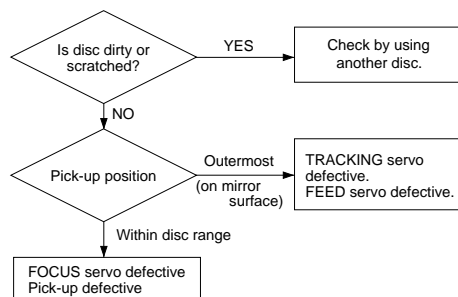 Is disc dirty or
scratched?
YES
Check by using
another disc.
NO
Pick-up position
Outermost
(on mirror
surface)
TRACKING servo
defective.
FEED servo defective.
Within disc range
FOCUS servo defective
Pick-up defective